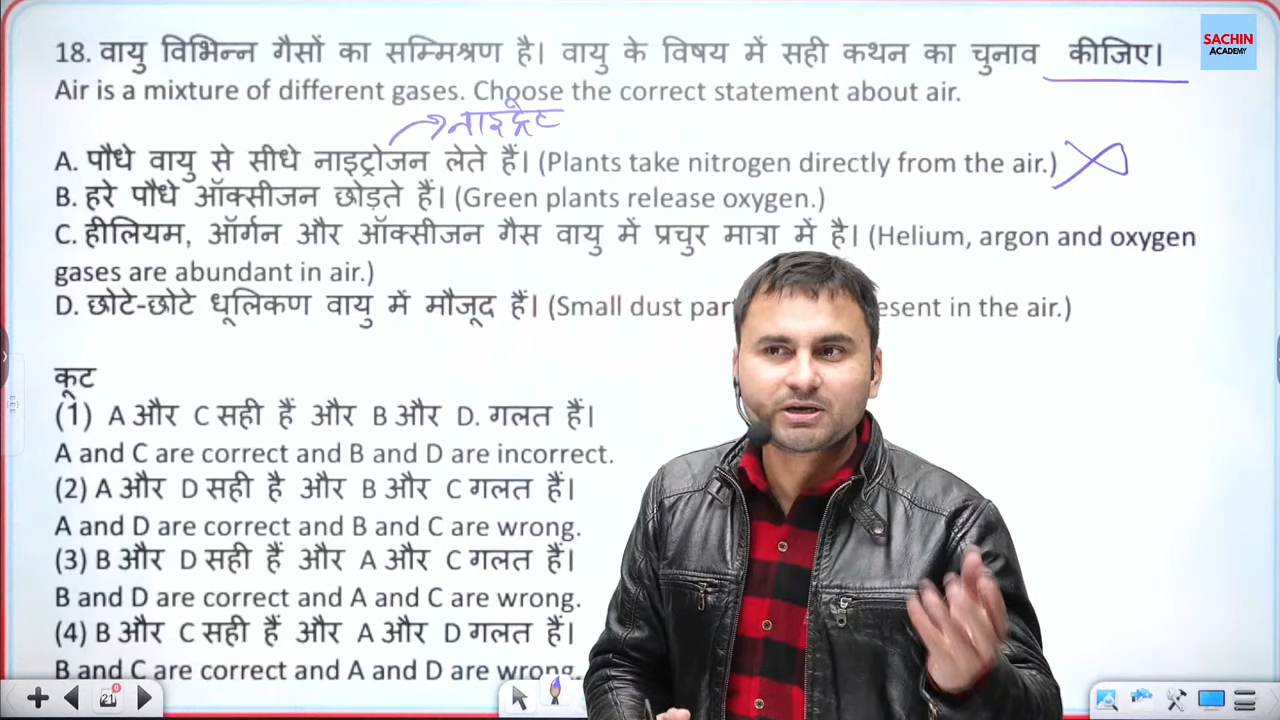 SACHIN
ACADEMY
18. वायु विभिन्न गैसों का सम्मिश्रण है। वायु के विषय में सही कथन का चुनाव कीजिए।
Air is a mixture of different gases. Choose the correct statement about air.
A. पौधे वायु से सीधे नाइट्रोजन लेते हैं। (Plants take nitrogen directly from the air.)
B. हरे पौधे ऑक्सीजन छोड़ते हैं। (Green plants release oxygen.)
C. हीलियम, ऑर्गन और ऑक्सीजन गैस वायु में प्रचुर मात्रा में है। (Helium, argon and oxygen
gases are abundant in air.)
D. छोटे-छोटे धूलिकण वायु में मौजूद हैं। (Small dust par esent in the air.)
कूट
(1) A और C सही हैं और B और D. गलत हैं।
A and C are correct and B and D are incorrect.
(2) A और D सही है और B और C गलत हैं।
A and D are correct and B and C are wrong.
(3) B और D सही हैं और A और C गलत हैं।
B and D are correct and A and C are wrong.
(4) B और C सही हैं और A और D गलत हैं।
B and C are correct and A and D are wrong.
21